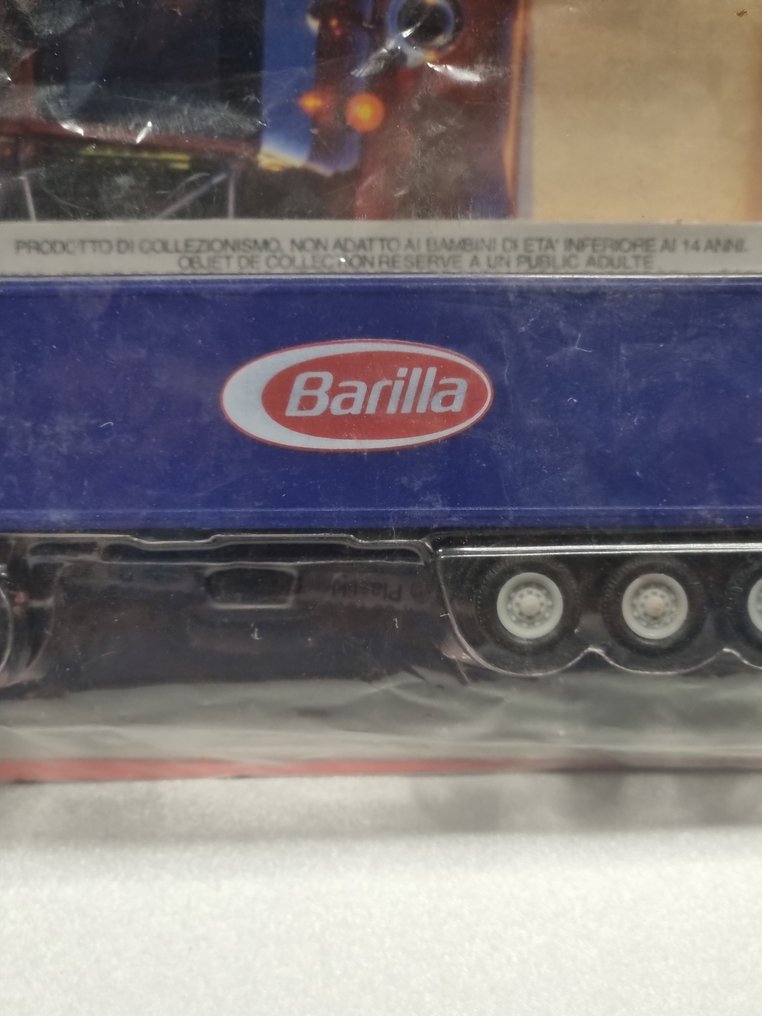 PRODOTTO DI COLLEZIONISMO, NON ADATTO AI BAMBINI DI ETA' INFERIORE AI 14 ANNI.
OBJET DE COLLECTION RESERVE A UN PUBLIC ADULTE
Barilla